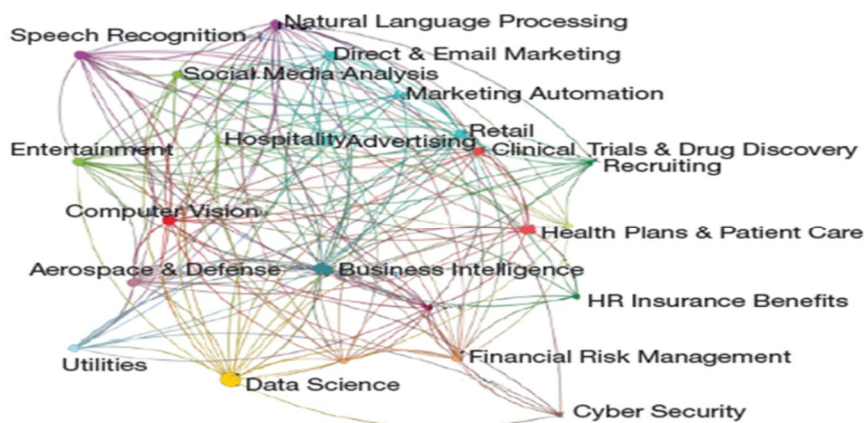 Natural Language Processing
Speech Recognition
Direct & Email Marketing
Social Media Analysis
Marketing Automation
Retail
Hospitality
Advertising
Entertainment
Clinical Trials & Drug Discovery
Recruiting
Computer Vision
Health Plans & Patient Care
Aerospace & Defense
Business Intelligence
HR Insurance Benefits
Financial Risk Management
Utilities
Data Science
Cyber Security